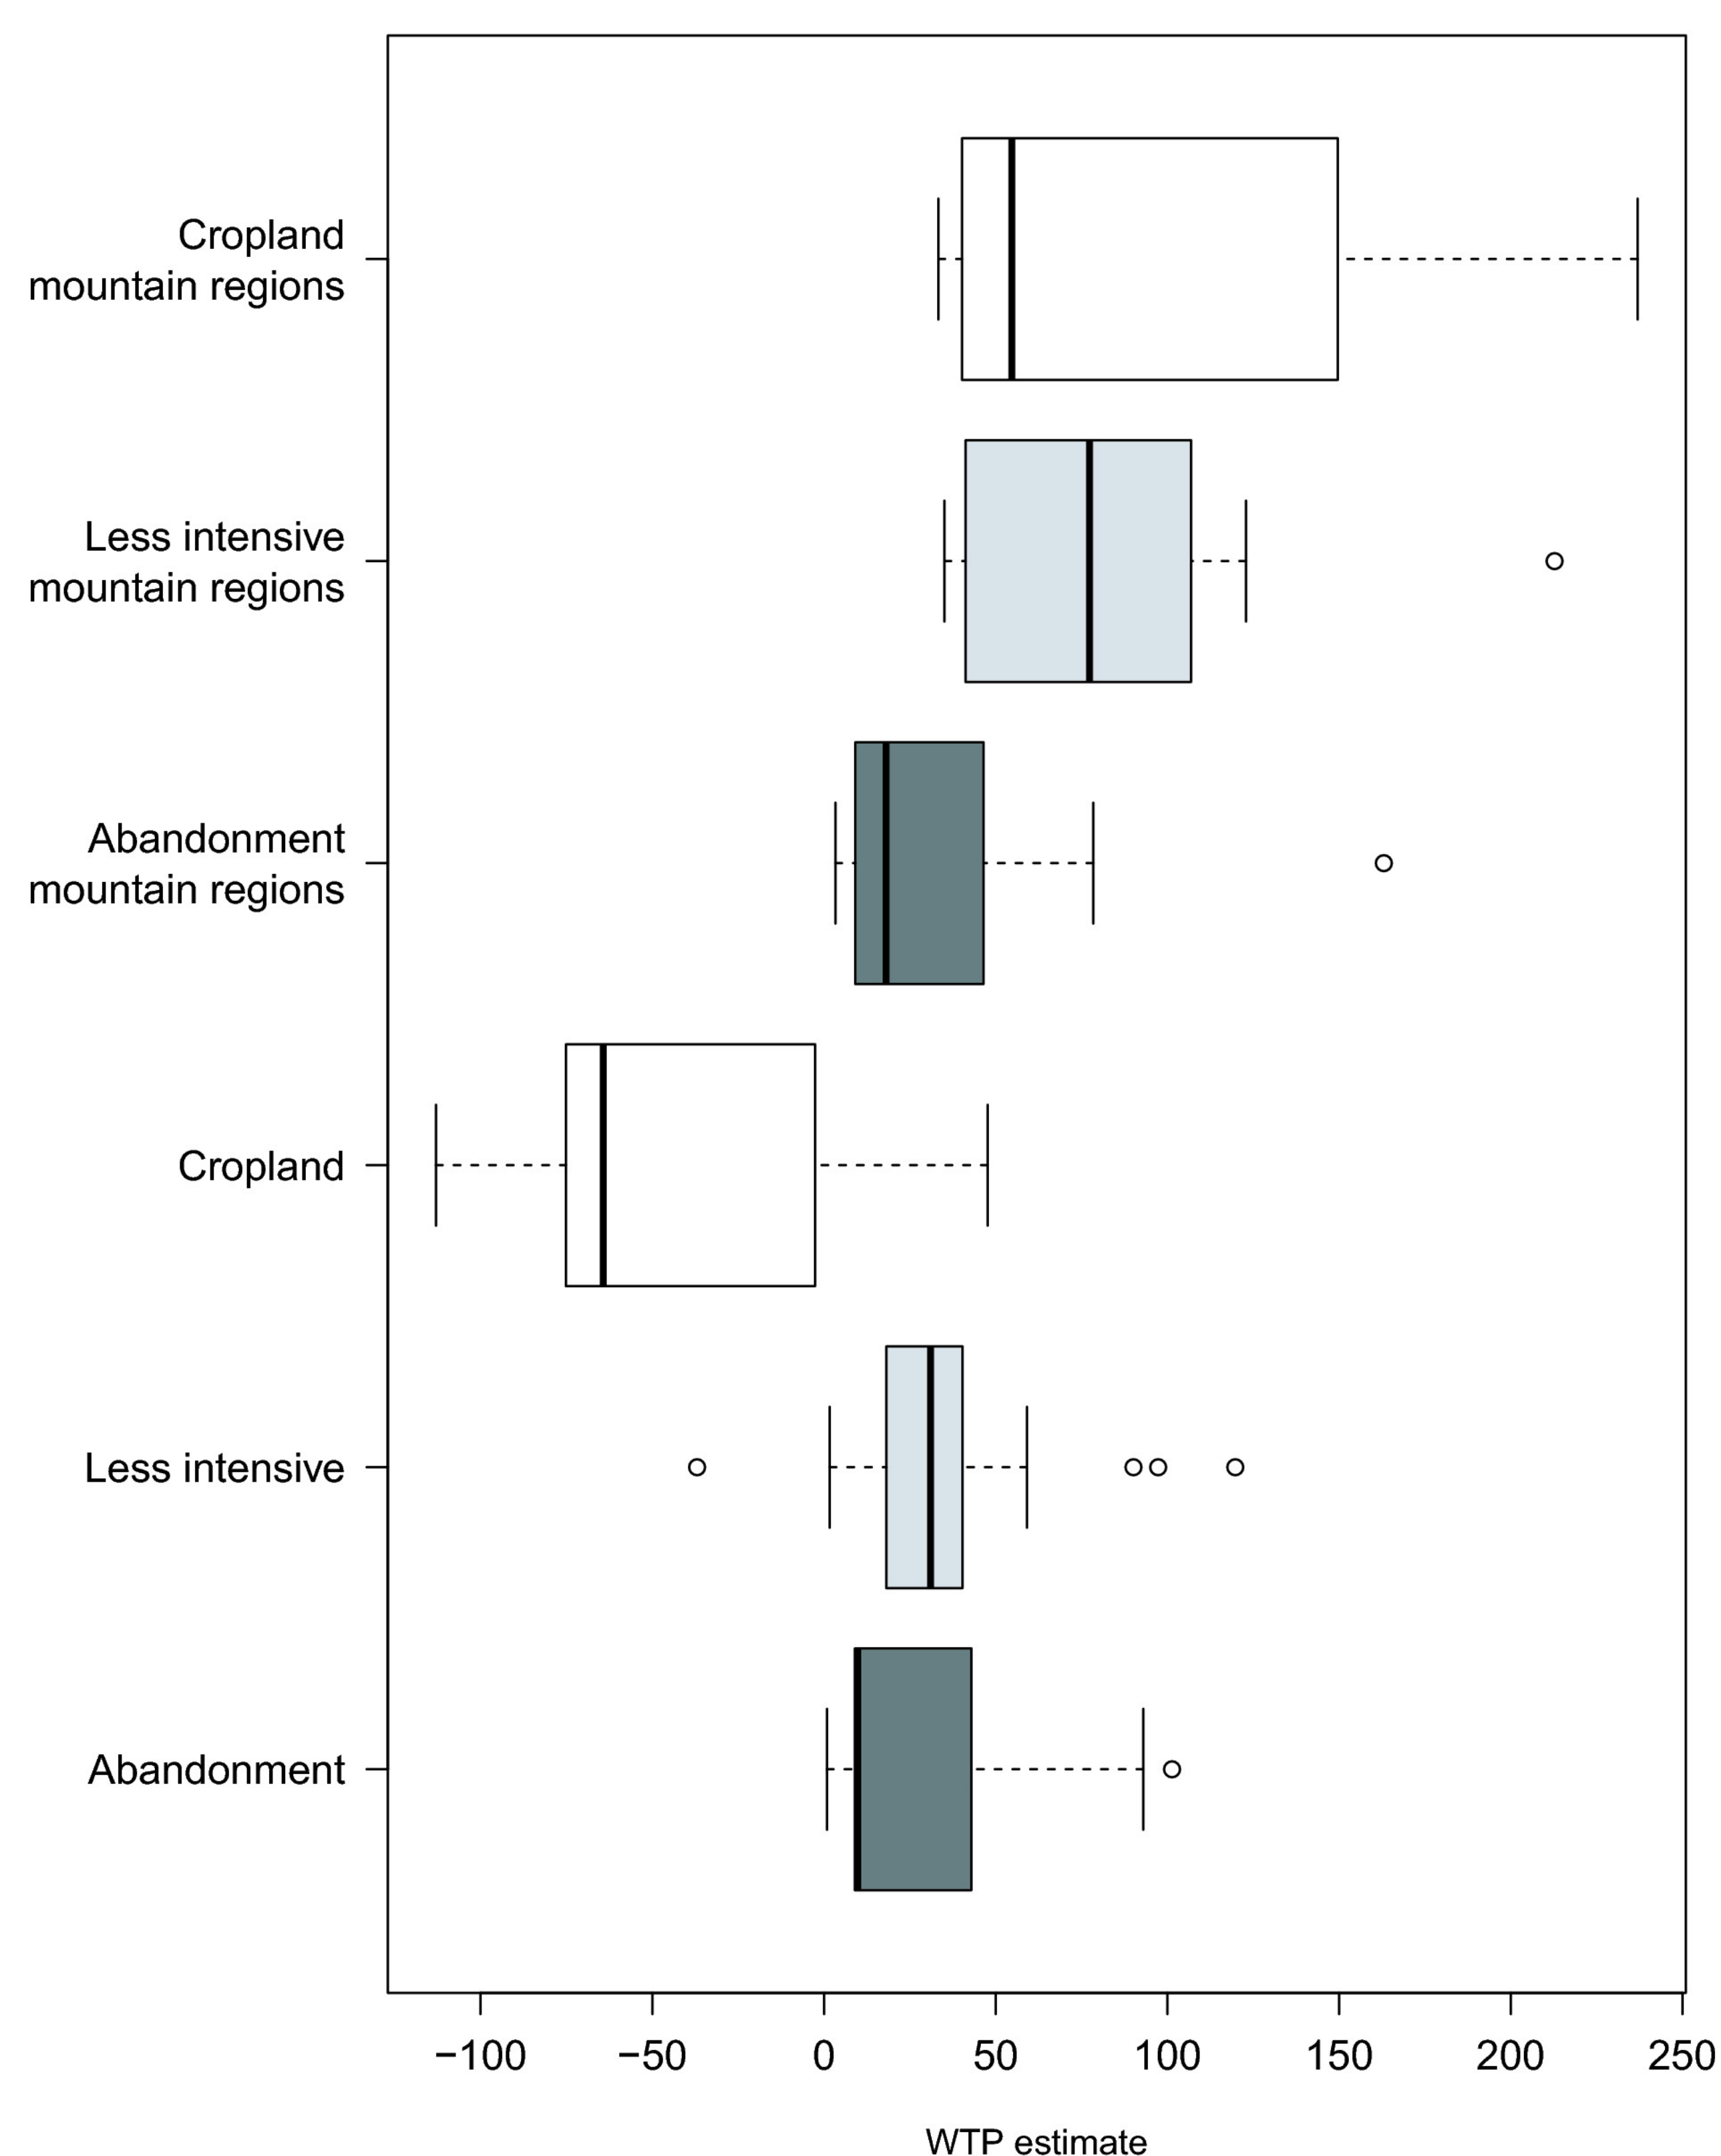 Cropland
mountain regions
Less intensive
mountain regions
Abandonment
mountain regions
Cropland
Less intensive
Abandonment
−100 −50 0 50 100 150 200 250
WTP estimate